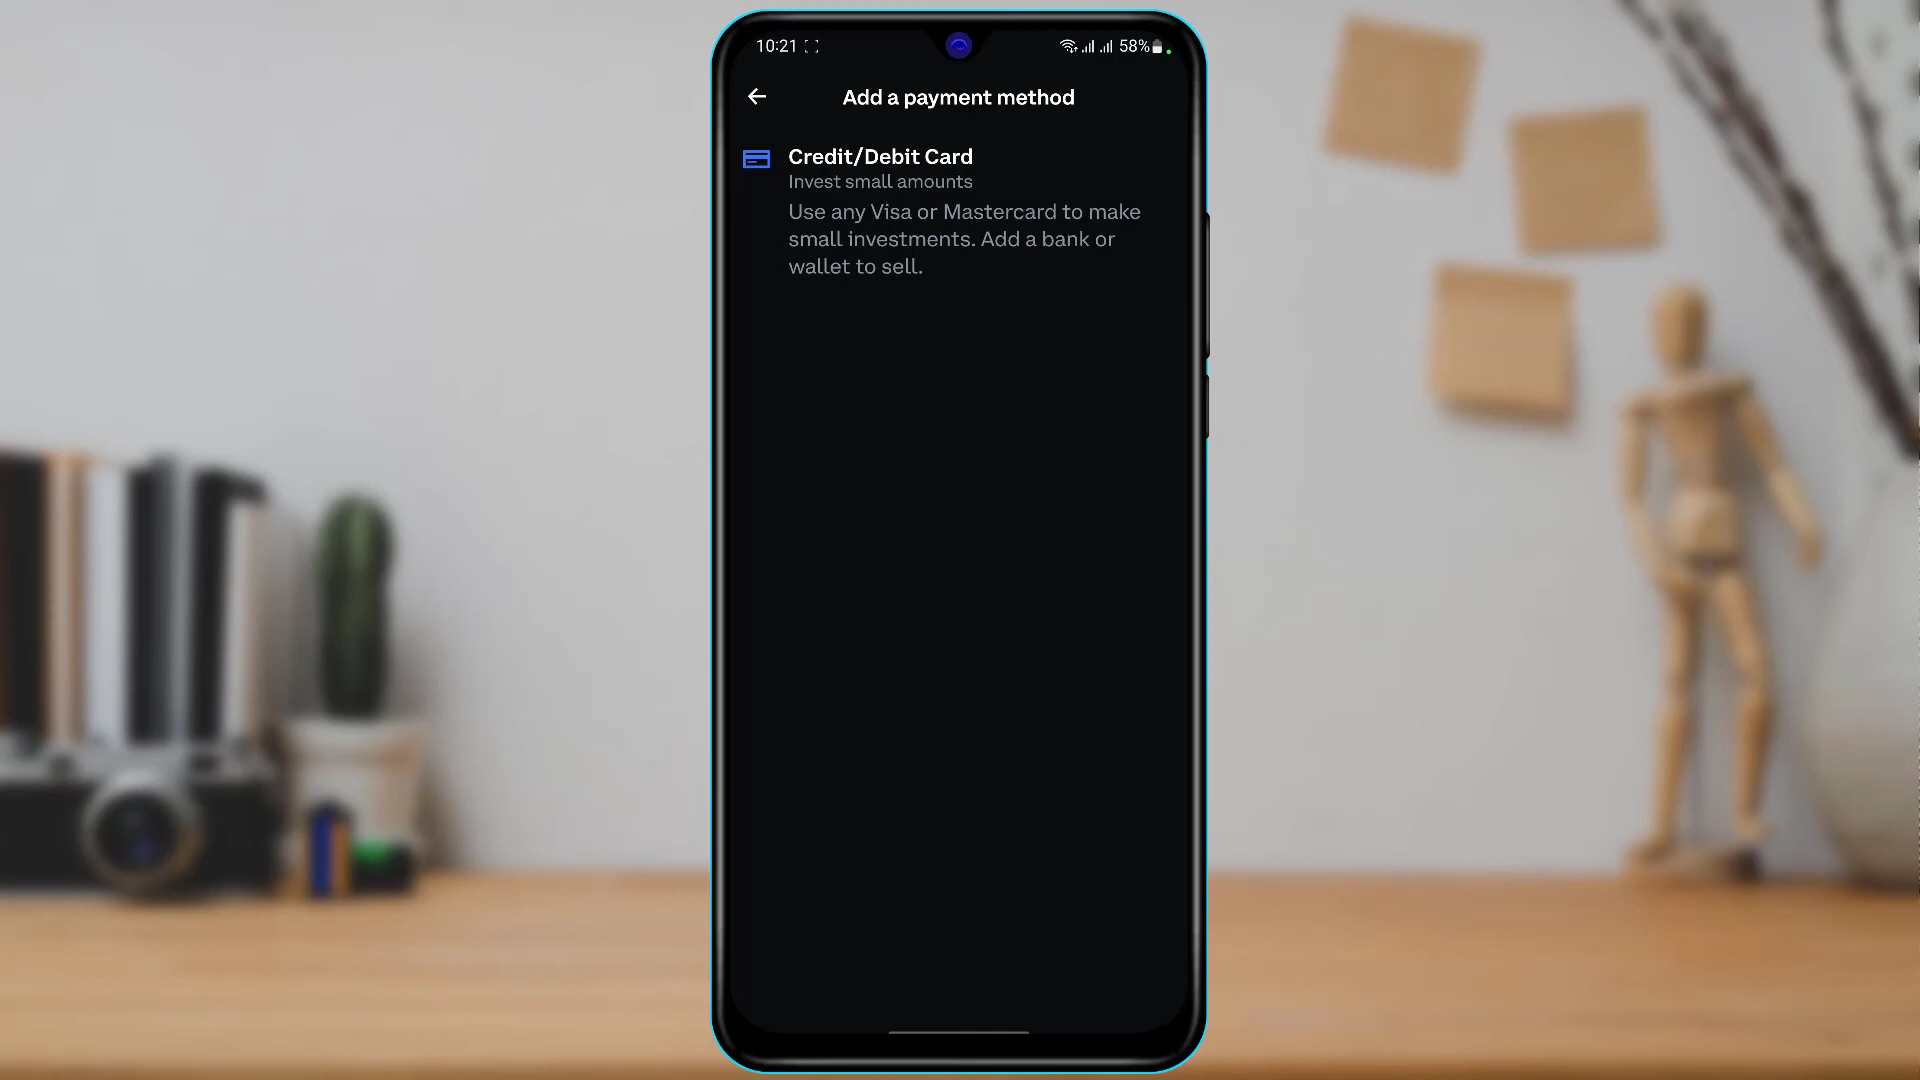 10:21
58%
Add a payment method
Credit/Debit Card
Invest small amounts
Use any Visa or Mastercard to make
small investments. Add a bank or
wallet to sell.